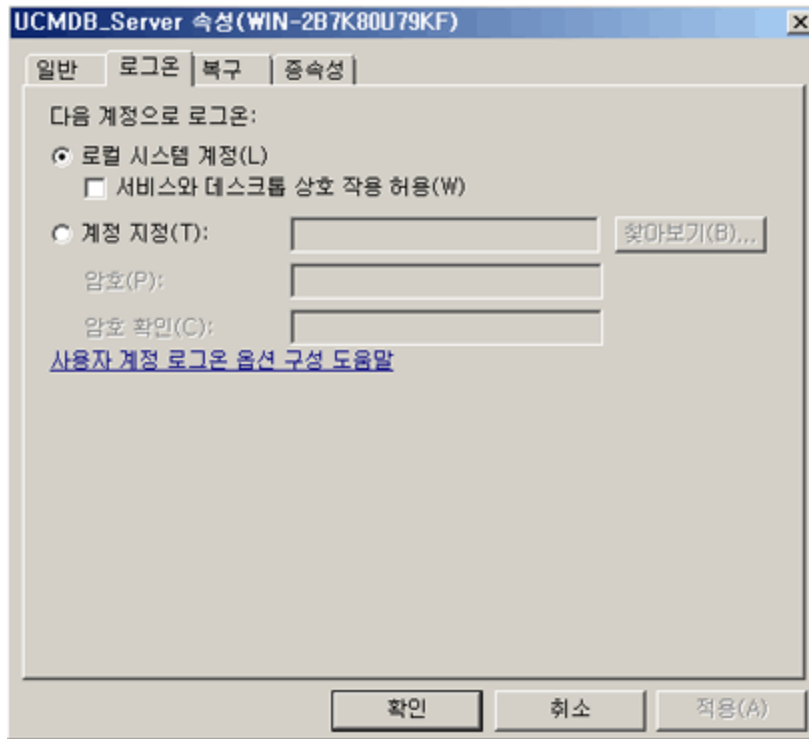 UCMDB_Server 속성(WIN-2B7K80U79KF)
일반 로그온 복구 종속성
다음 계정으로 로그온:
로컬 시스템 계정(L)
서비스와 데스크톱 상호 작용 허용(W)
계정 지정(T): 찾아보기(B)...
암호(P):
암호 확인(C):
사용자 계정 로그온 옵션 구성 도움말
확인 취소 적용(A)